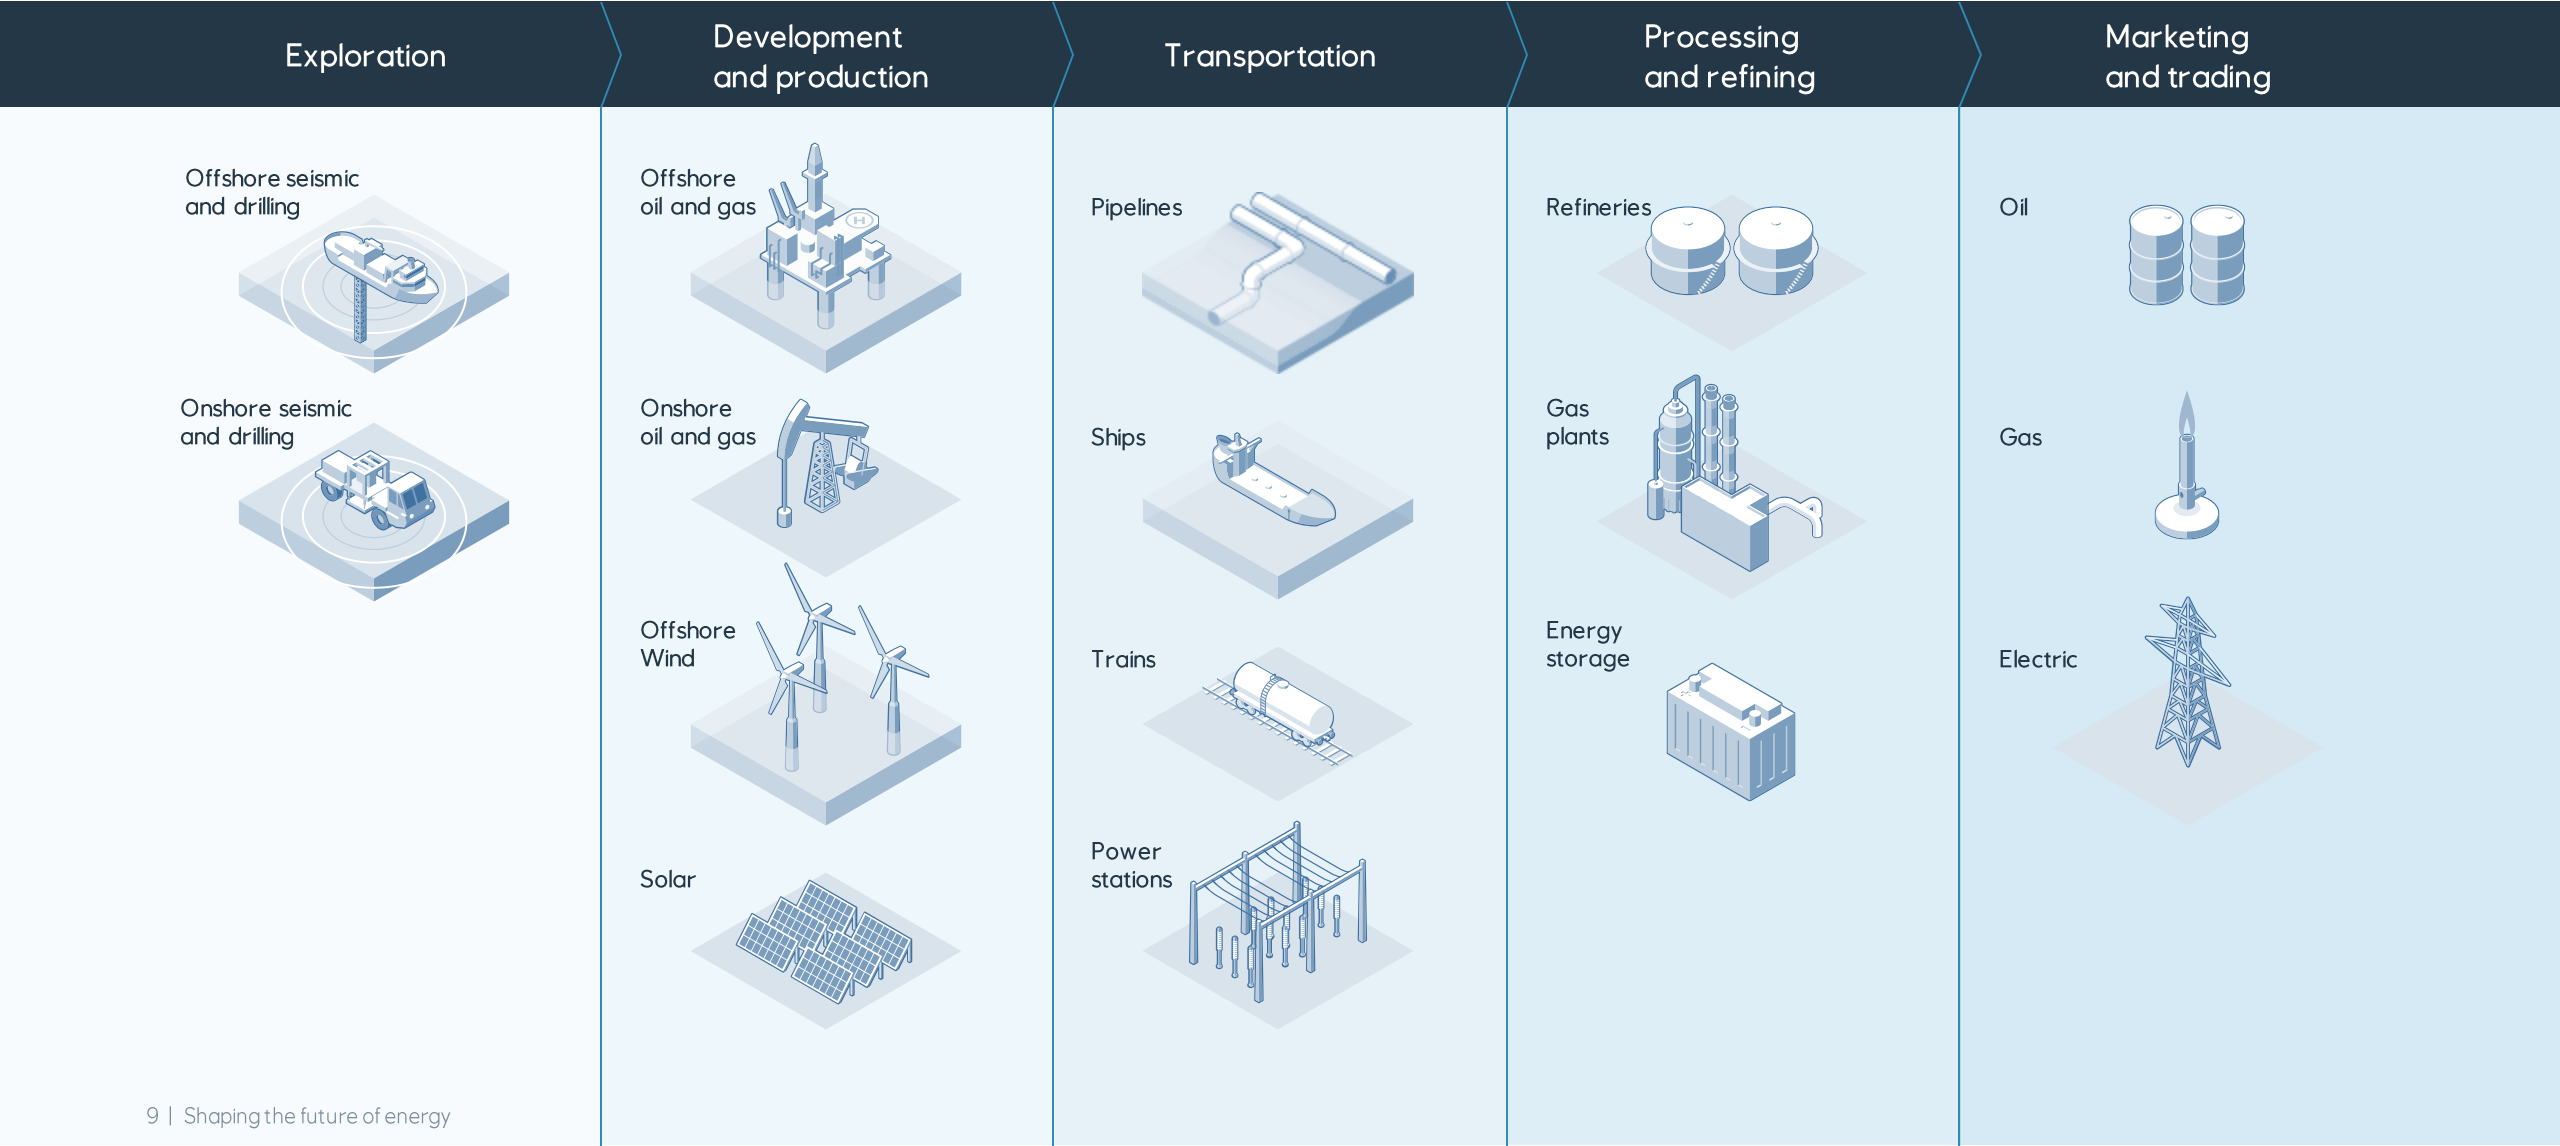 Exploration
Development
and production
Transportation
Processing
and refining
Marketing
and trading
Offshore seismic
and drilling
Onshore seismic
and drilling
Offshore
oil and gas
H
Onshore
oil and gas
Offshore
Wind
Solar
Pipelines
Ships
Trains
Power
stations
Refineries
Gas
plants
Energy
storage
Oil
Gas
Electric
9 | Shaping the future of energy